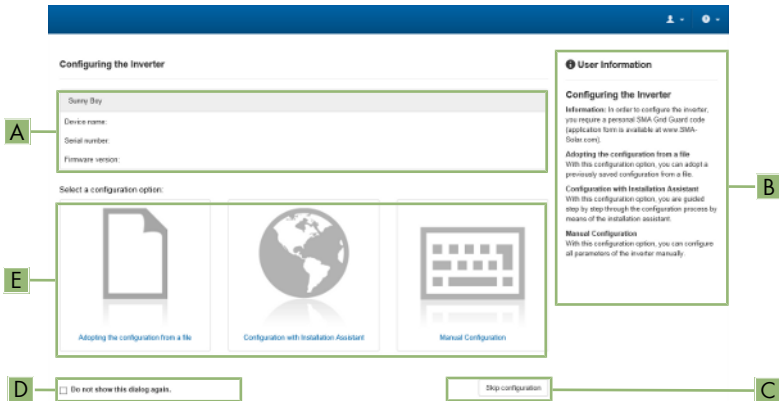 Configuring the Inverter
Sunny Boy
Device name:
Serial number:
Firmware version:
A
Select a configuration option:
E
Adopting the configuration from a file
Configuration with Installation Assistant
Manual Configuration
D
Do not show this dialog again.
Skip configuration
C
User Information
Configuring the Inverter
Information: In order to configure the inverter,
you require a personal SMA Grid Guard code
(application form is available at www.SMA-
Solar.com).
Adopting the configuration from a file
With this configuration option, you can adopt a
previously saved configuration from a file.
Configuration with Installation Assistant
With this configuration option, you are guided
step by step through the configuration process by
means of the installation assistant.
Manual Configuration
With this configuration option, you can configure
all parameters of the inverter manually.
B